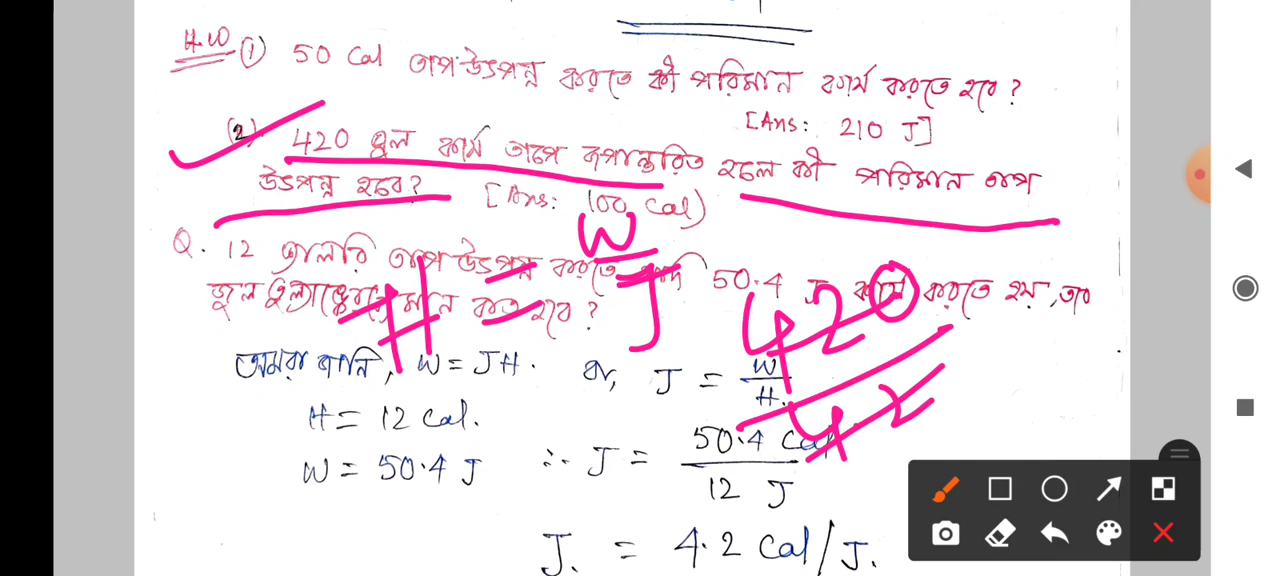 H.W (1) 50 Cal তাপ উৎপন্ন করতে কী পরিমান কার্য করতে হবে?
[Ans: 210 J]
(2) 420 জুল কার্য তাপে রূপান্তরিত হলে কী পরিমান তাপ
উৎপন্ন হবে? [Ans: 100 Cal)
H = W/J
420
42
Q. 12 ক্যালরি তাপ উৎপন্ন করতে যদি 50.4 J কার্য করতে হয়, তবে
জুল তুল্যাঙ্কের মান কত হবে?
আমরা জানি, W = JH. বা, J = W/H.
H = 12 Cal.
W = 50.4 J ∴ J = 50.4 Cal / 12 J
J. = 4.2 Cal/J.